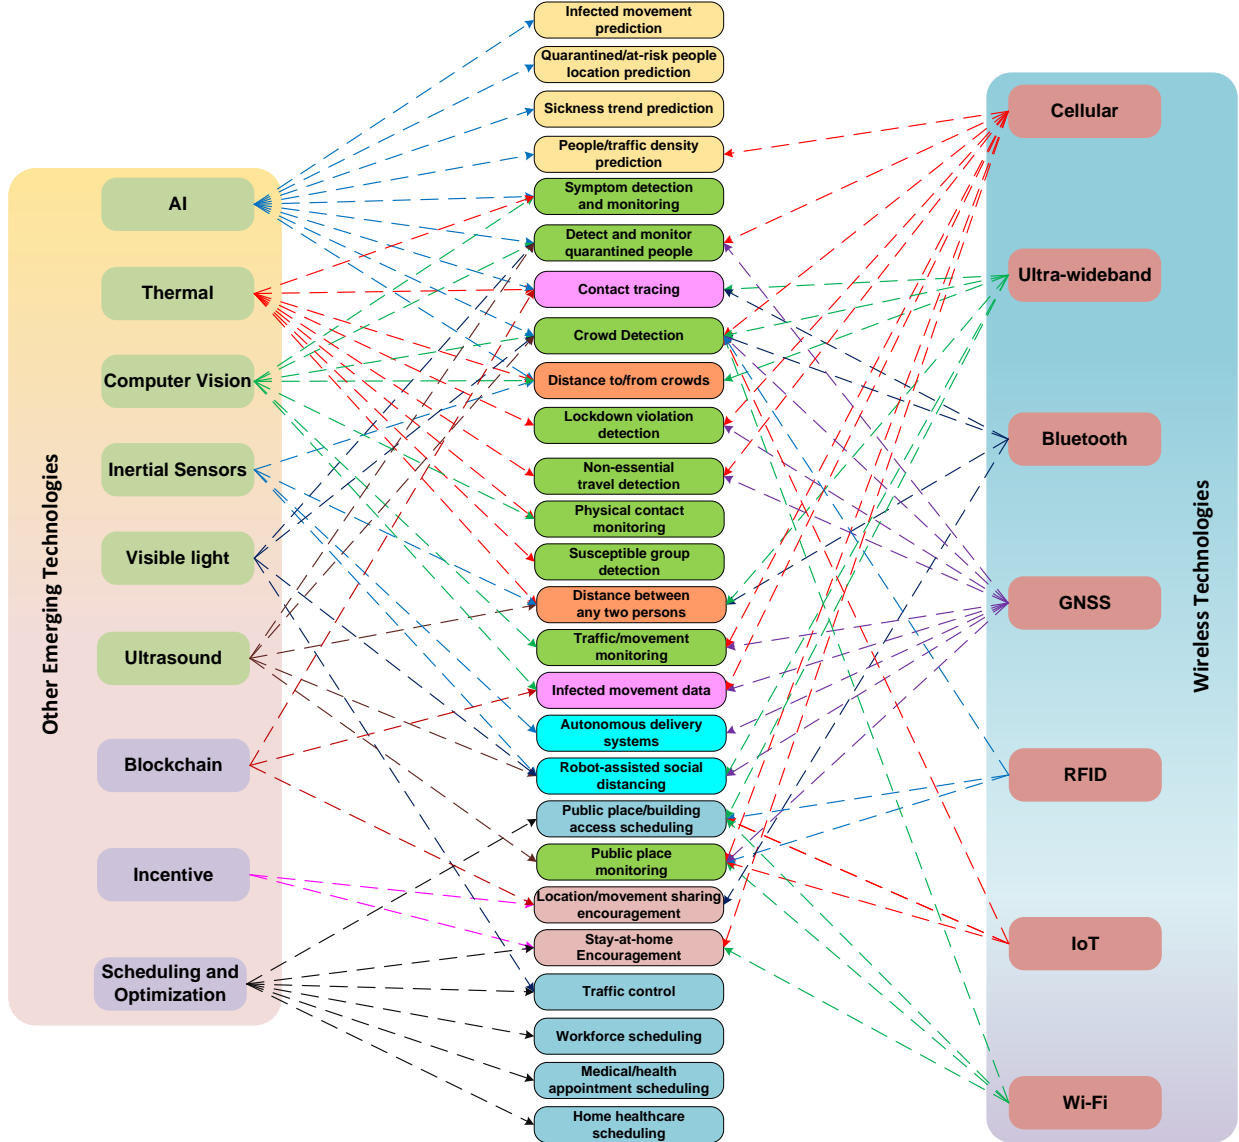 Other Emerging Technologies
AI
Thermal
Computer Vision
Inertial Sensors
Visible light
Ultrasound
Blockchain
Incentive
Scheduling and
Optimization
Infected movement
prediction
Quarantined/at-risk people
location prediction
Sickness trend prediction
People/traffic density
prediction
Symptom detection
and monitoring
Detect and monitor
quarantined people
Contact tracing
Crowd Detection
Distance to/from crowds
Lockdown violation
detection
Non-essential
travel detection
Physical contact
monitoring
Susceptible group
detection
Distance between
any two persons
Traffic/movement
monitoring
Infected movement data
Autonomous delivery
systems
Robot-assisted social
distancing
Public place/building
access scheduling
Public place
monitoring
Location/movement sharing
encouragement
Stay-at-home
Encouragement
Traffic control
Workforce scheduling
Medical/health
appointment scheduling
Home healthcare
scheduling
Cellular
Ultra-wideband
Bluetooth
GNSS
RFID
IoT
Wi-Fi
Wireless Technologies